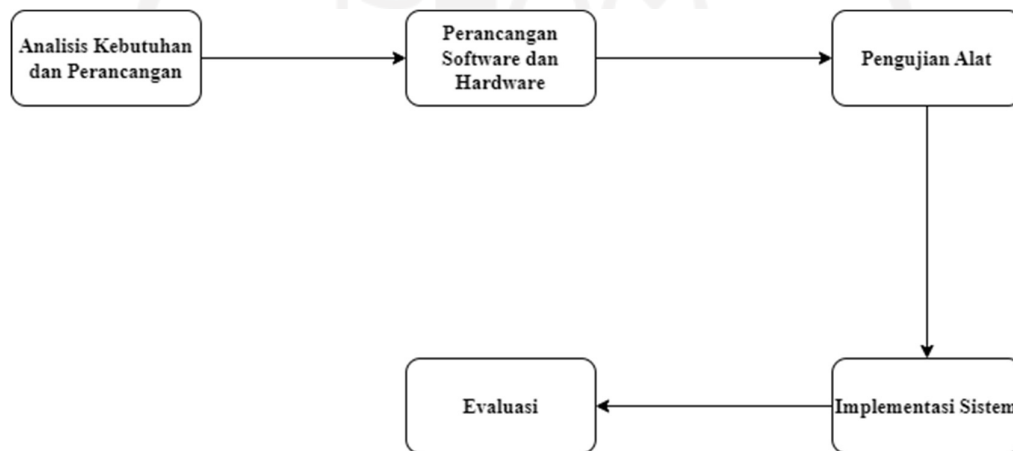 Analisis Kebutuhan
dan Perancangan
Perancangan
Software dan
Hardware
Pengujian Alat
Implementasi Sistem
Evaluasi